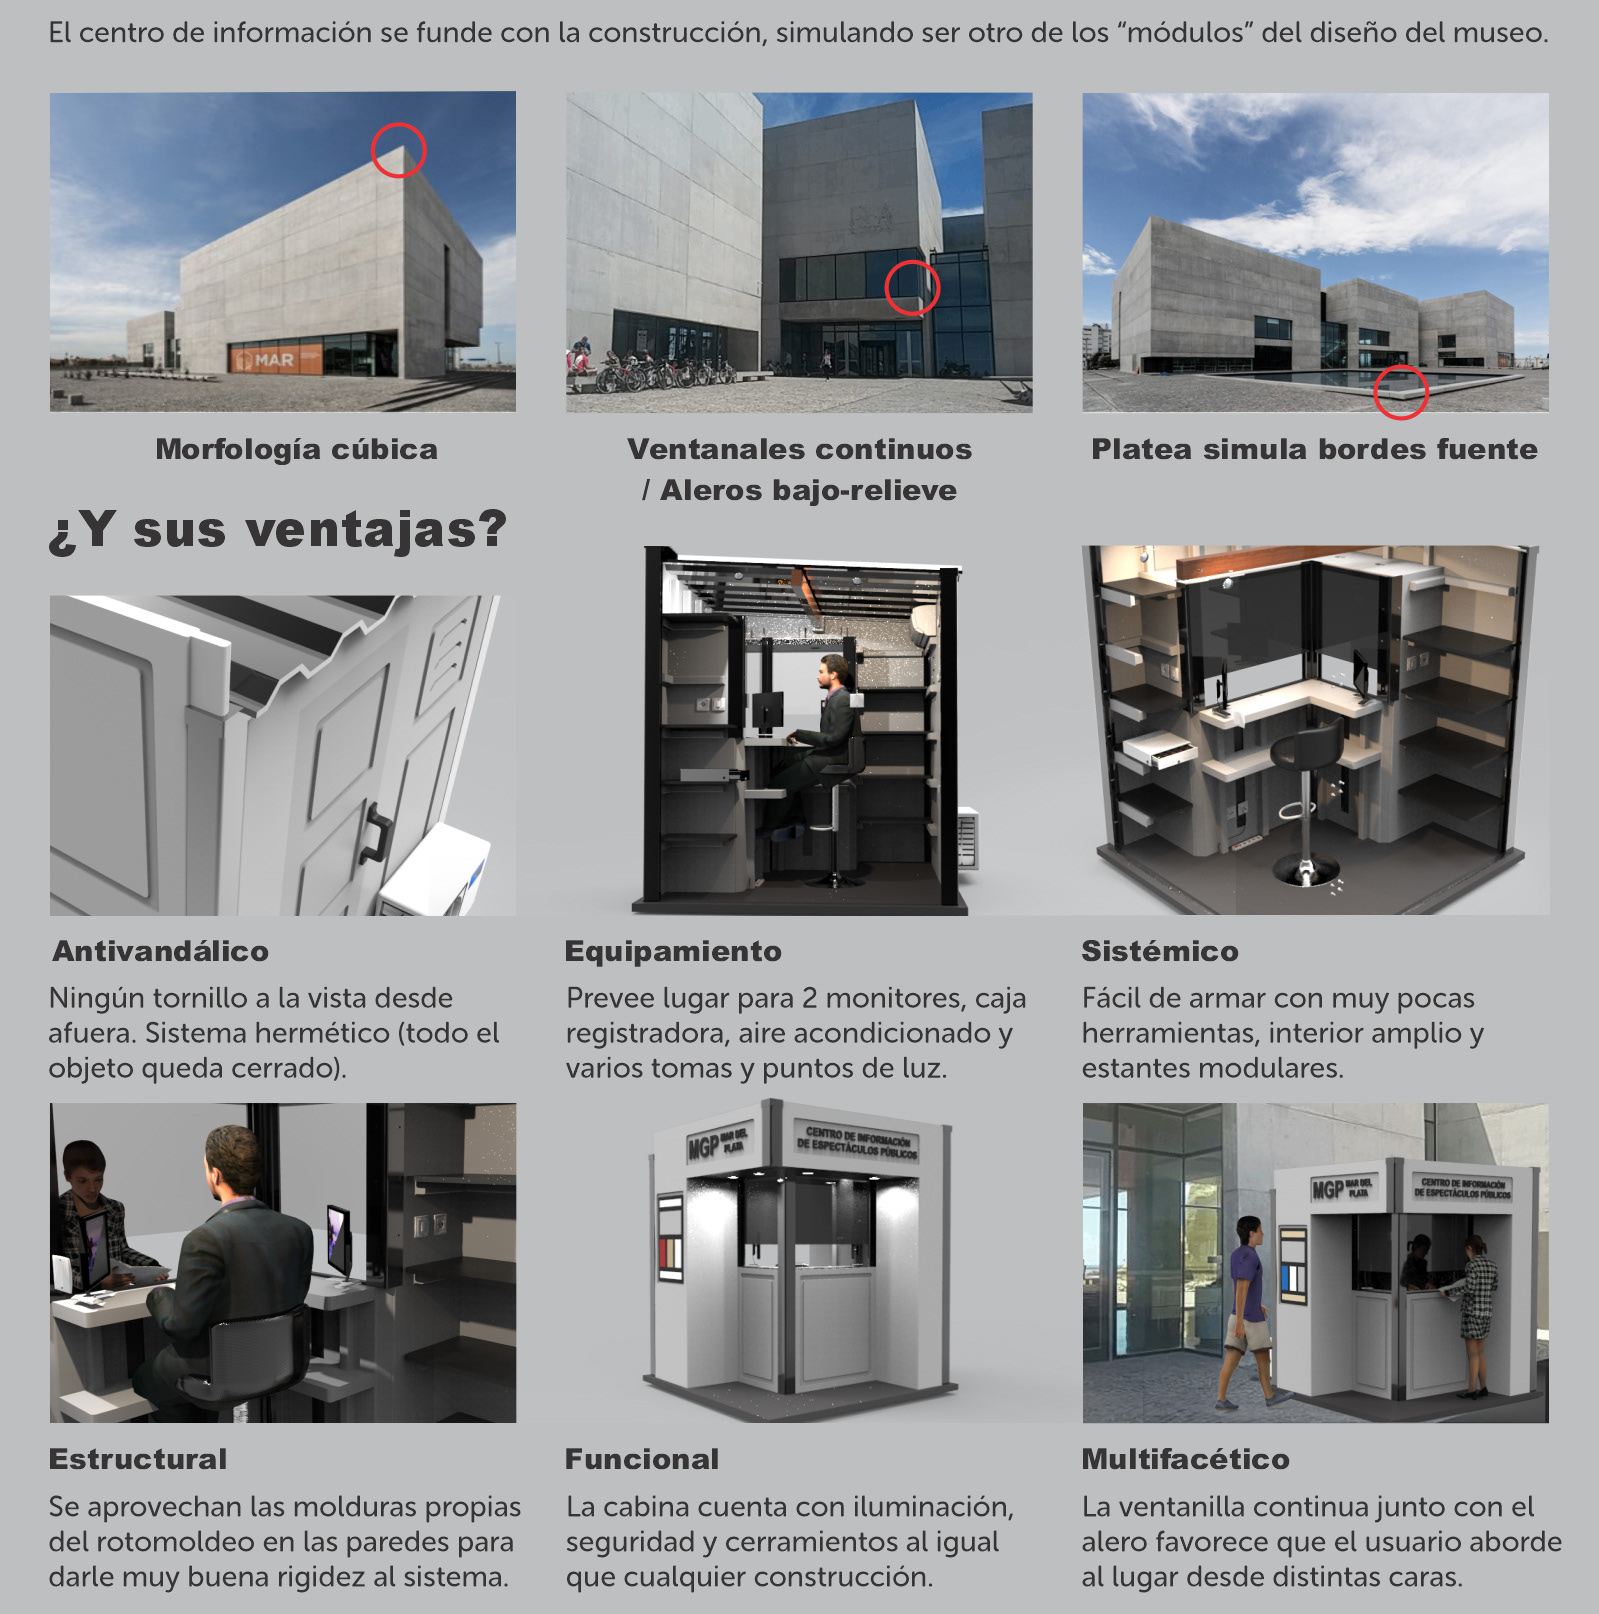 El centro de información se funde con la construcción, simulando ser otro de los “módulos” del diseño del museo.
MAR
Morfología cúbica
Ventanales continuos
/ Aleros bajo-relieve
Platea simula bordes fuente
¿Y sus ventajas?
Antivandálico
Ningún tornillo a la vista desde
afuera. Sistema hermético (todo el
objeto queda cerrado).
Equipamiento
Prevee lugar para 2 monitores, caja
registradora, aire acondicionado y
varios tomas y puntos de luz.
Sistémico
Fácil de armar con muy pocas
herramientas, interior amplio y
estantes modulares.
MGP MAR DEL
PLATA
CENTRO DE INFORMACIÓN
DE ESPECTÁCULOS PÚBLICOS
MGP MAR DEL
PLATA
CENTRO DE INFORMACIÓN
DE ESPECTÁCULOS PÚBLICOS
Estructural
Se aprovechan las molduras propias
del rotomoldeo en las paredes para
darle muy buena rigidez al sistema.
Funcional
La cabina cuenta con iluminación,
seguridad y cerramientos al igual
que cualquier construcción.
Multifacético
La ventanilla continua junto con el
alero favorece que el usuario aborde
al lugar desde distintas caras.